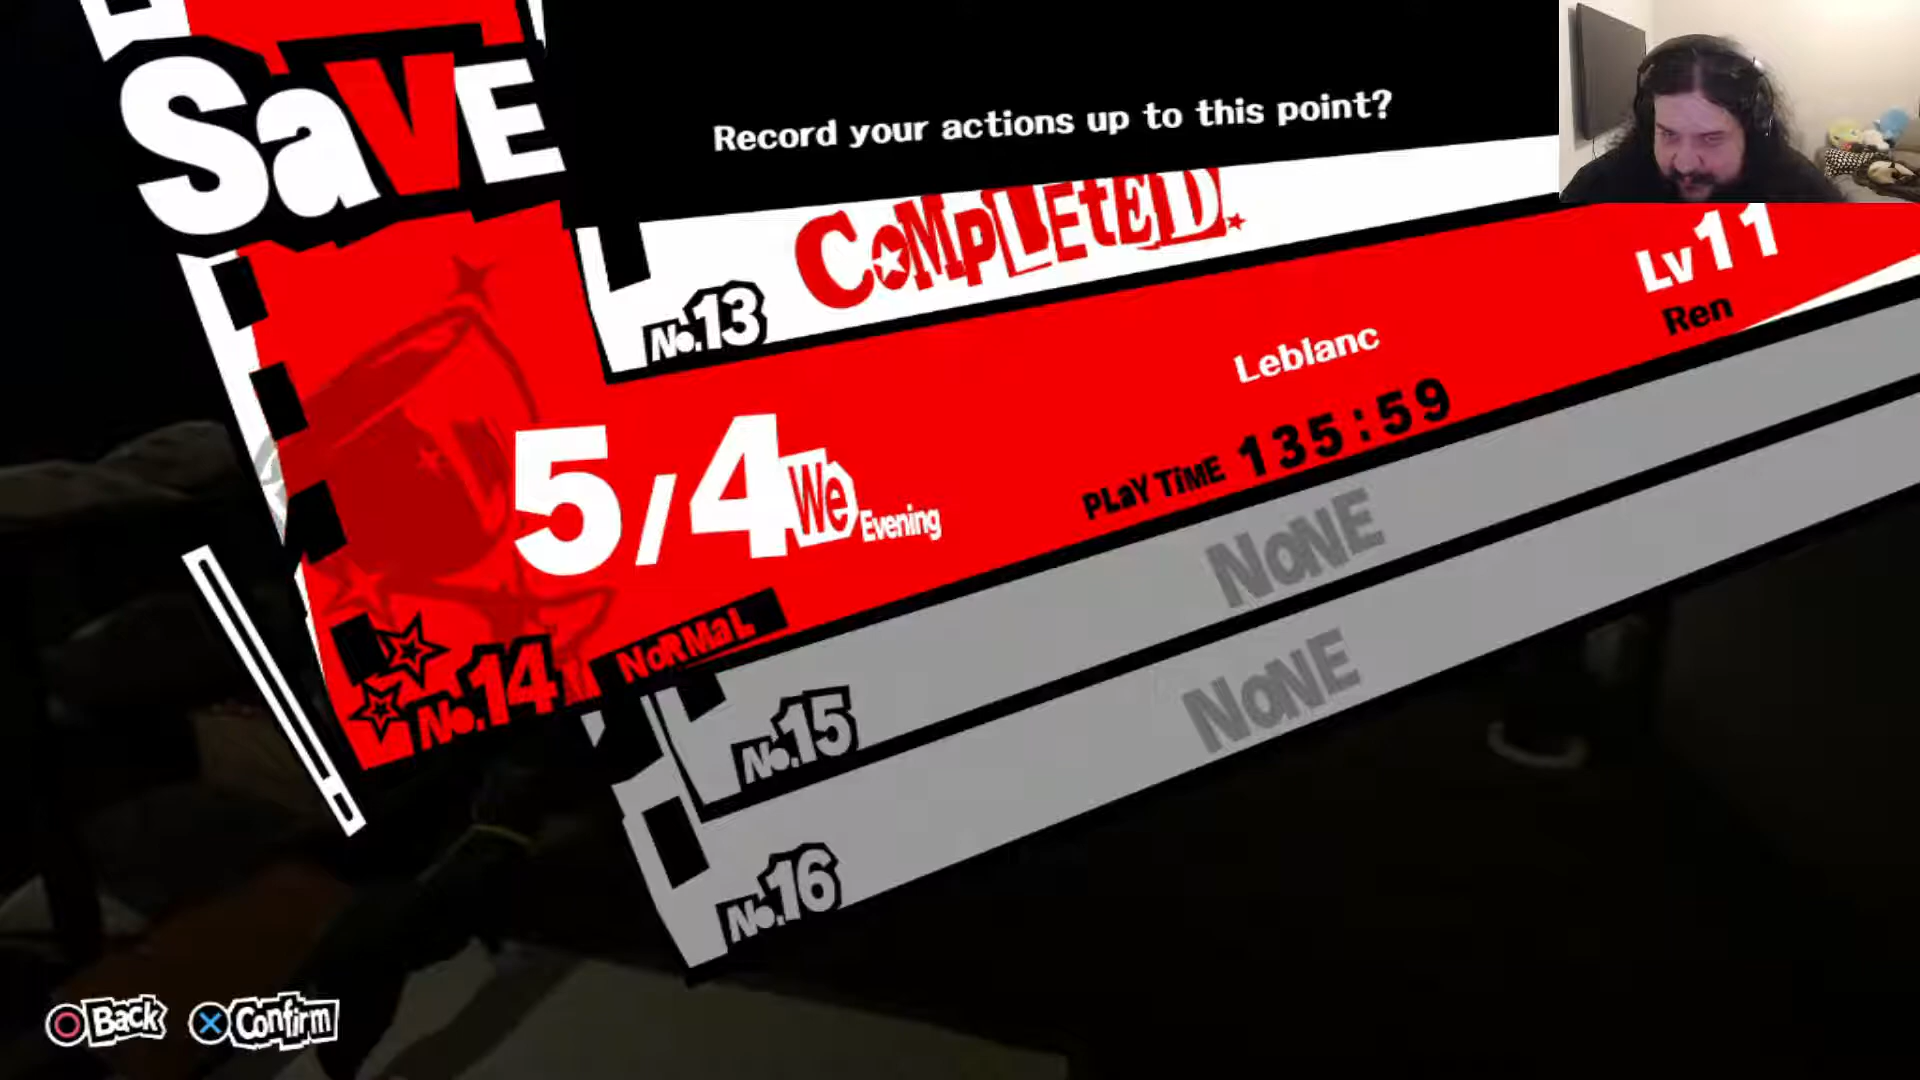 SaVE
Record your actions up to this point?
No.13
COMPLETED.
Lv11
Ren
Leblanc
5/4 We Evening
PLaY TiME 135:59
No.14
NoRMaL
No.15
NoNE
No.16
NoNE
Back
Confirm